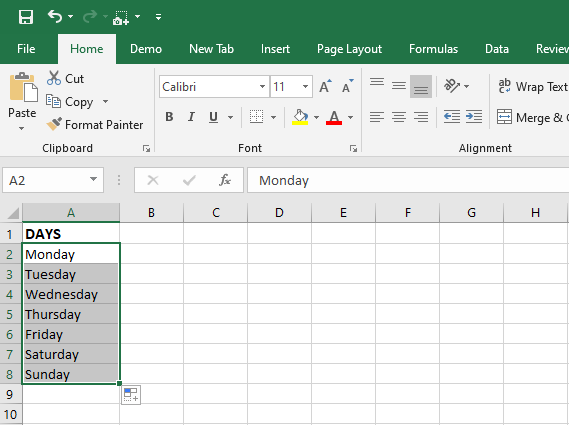 File Home Demo New Tab Insert Page Layout Formulas Data Review
Cut
Copy
Format Painter
Paste
Clipboard
Calibri 11 A A
B I U A
Font
ab Wrap Text
Merge &
Alignment
A2 fx Monday
A B C D E F G H
1 DAYS
2 Monday
3 Tuesday
4 Wednesday
5 Thursday
6 Friday
7 Saturday
8 Sunday
9
10